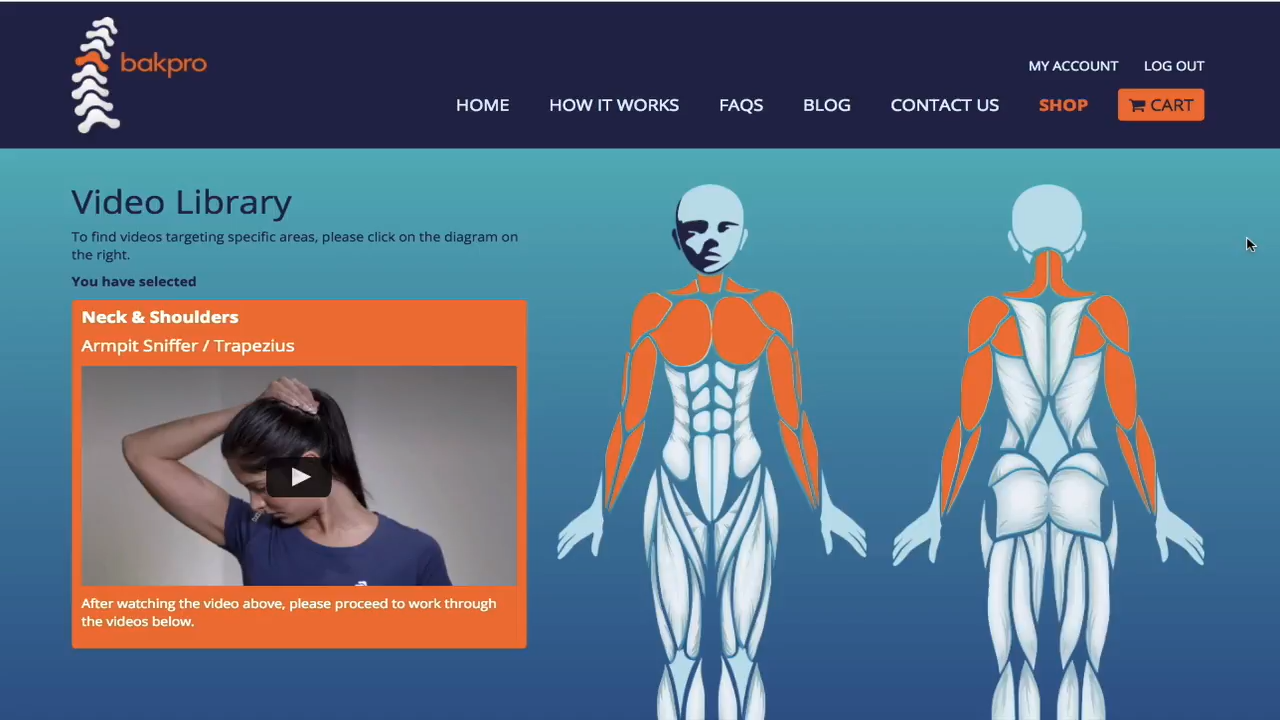 bakpro
MY ACCOUNT LOG OUT
HOME HOW IT WORKS FAQS BLOG CONTACT US SHOP CART
Video Library
To find videos targeting specific areas, please click on the diagram on
the right.
You have selected
Neck & Shoulders
Armpit Sniffer / Trapezius
After watching the video above, please proceed to work through
the videos below.